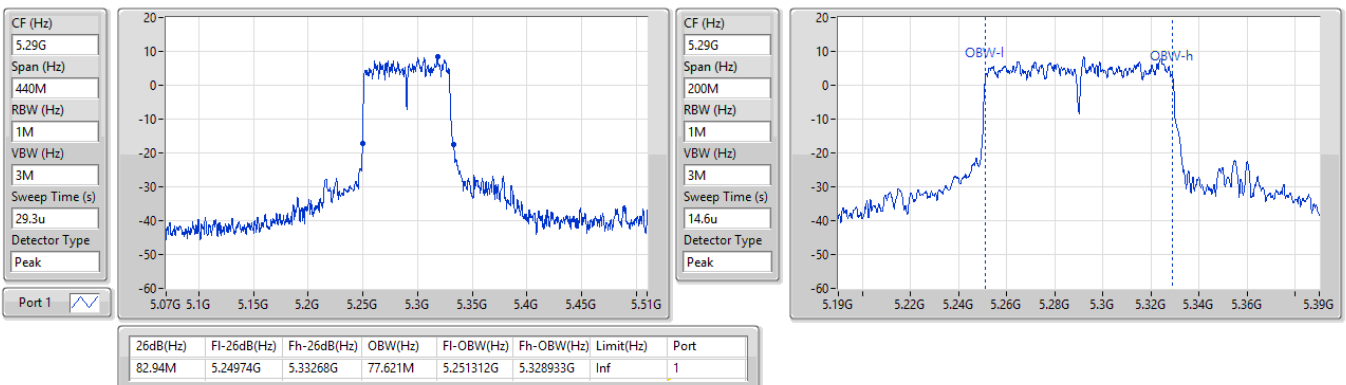 CF (Hz)
5.29G
Span (Hz)
440M
RBW (Hz)
1M
VBW (Hz)
3M
Sweep Time (s)
29.3u
Detector Type
Peak
Port 1
20
10
0
-10
-20
-30
-40
-50
-60
5.07G 5.1G 5.15G 5.2G 5.25G 5.3G 5.35G 5.4G 5.45G 5.51G
CF (Hz)
5.29G
Span (Hz)
200M
RBW (Hz)
1M
VBW (Hz)
3M
Sweep Time (s)
14.6u
Detector Type
Peak
20
10
0
-10
-20
-30
-40
-50
-60
OBW-l OBW-h
5.19G 5.22G 5.24G 5.26G 5.28G 5.3G 5.32G 5.34G 5.36G 5.39G
26dB(Hz) Fl-26dB(Hz) Fh-26dB(Hz) OBW(Hz) Fl-OBW(Hz) Fh-OBW(Hz) Limit(Hz) Port
82.94M 5.24974G 5.33268G 77.621M 5.251312G 5.328933G Inf 1